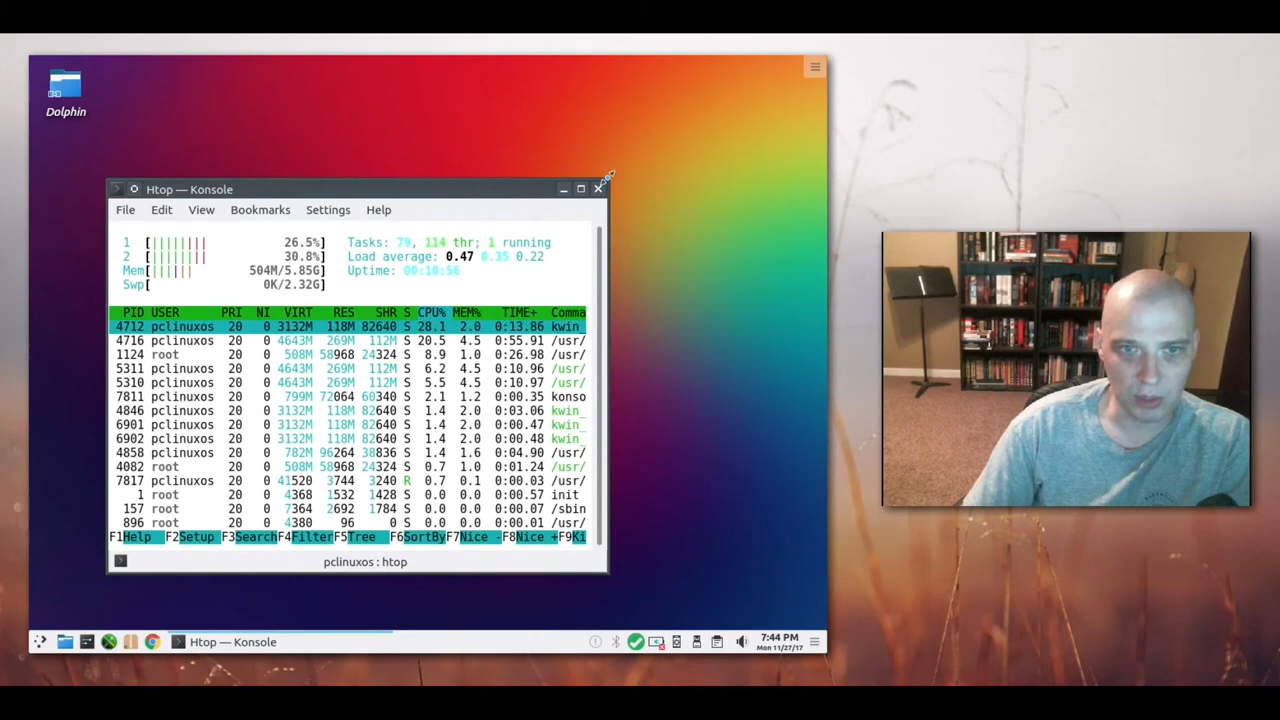 Dolphin
Htop — Konsole
File Edit View Bookmarks Settings Help
1 [|||||||| 26.5%] Tasks: 79, 114 thr; 1 running
2 [|||||||| 30.8%] Load average: 0.47 0.35 0.22
Mem[|||||| 504M/5.85G] Uptime: 00:10:56
Swp[ 0K/2.32G]
PID USER PRI NI VIRT RES SHR S CPU% MEM% TIME+ Comma
4712 pclinuxos 20 0 3132M 118M 82640 S 28.1 2.0 0:13.86 kwin_
4716 pclinuxos 20 0 4643M 269M 112M S 20.5 4.5 0:55.91 /usr/
1124 root 20 0 508M 58968 24324 S 8.9 1.0 0:26.98 /usr/
5311 pclinuxos 20 0 4643M 269M 112M S 6.2 4.5 0:10.96 /usr/
5310 pclinuxos 20 0 4643M 269M 112M S 5.5 4.5 0:10.97 /usr/
7811 pclinuxos 20 0 799M 72064 60340 S 2.1 1.2 0:00.35 konso
4846 pclinuxos 20 0 3132M 118M 82640 S 1.4 2.0 0:03.06 kwin_
6901 pclinuxos 20 0 3132M 118M 82640 S 1.4 2.0 0:00.47 kwin_
6902 pclinuxos 20 0 3132M 118M 82640 S 1.4 2.0 0:00.48 kwin_
4858 pclinuxos 20 0 782M 96264 38836 S 1.4 1.6 0:04.90 /usr/
4082 root 20 0 508M 58968 24324 S 0.7 1.0 0:01.24 /usr/
7817 pclinuxos 20 0 41520 3744 3240 R 0.7 0.1 0:00.03 /usr/
1 root 20 0 4368 1532 1428 S 0.0 0.0 0:00.57 init
157 root 20 0 7364 2692 1784 S 0.0 0.0 0:00.07 /sbin
896 root 20 0 4380 96 0 S 0.0 0.0 0:00.01 /usr/
F1Help F2Setup F3SearchF4FilterF5Tree F6SortByF7Nice -F8Nice +F9Ki
pclinuxos : htop
Htop — Konsole
7:44 PM
Mon 11/27/17